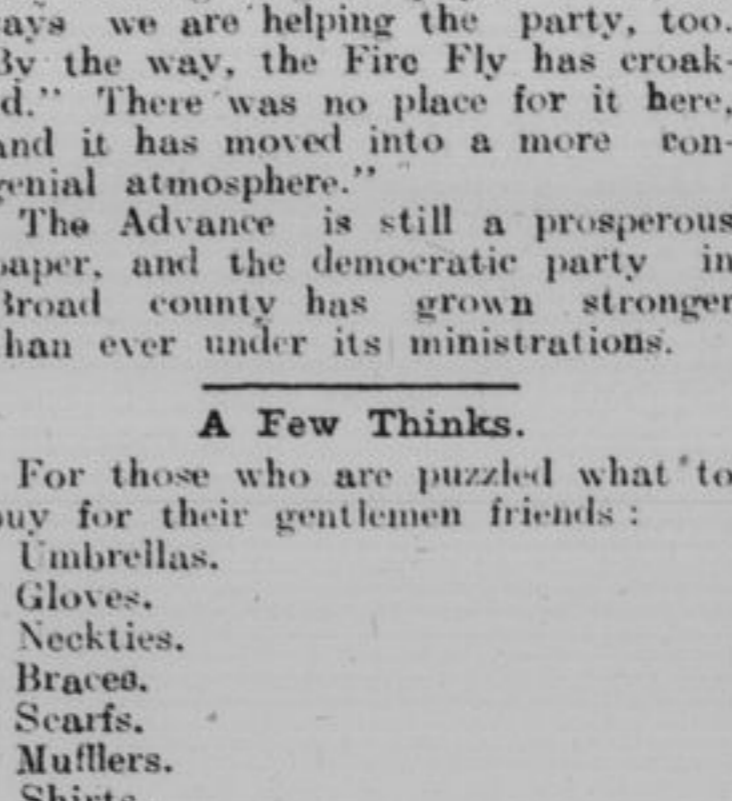 ays we are helping the party, too.
By the way, the Fire Fly has croak-
d." There was no place for it here,
and it has moved into a more con-
genial atmosphere."
The Advance is still a prosperous
paper, and the democratic party in
Broad county has grown stronger
han ever under its ministrations.
A Few Thinks.
For those who are puzzled what to
buy for their gentlemen friends:
Umbrellas.
Gloves.
Neckties.
Braces.
Scarfs.
Mufflers.
Shirts.